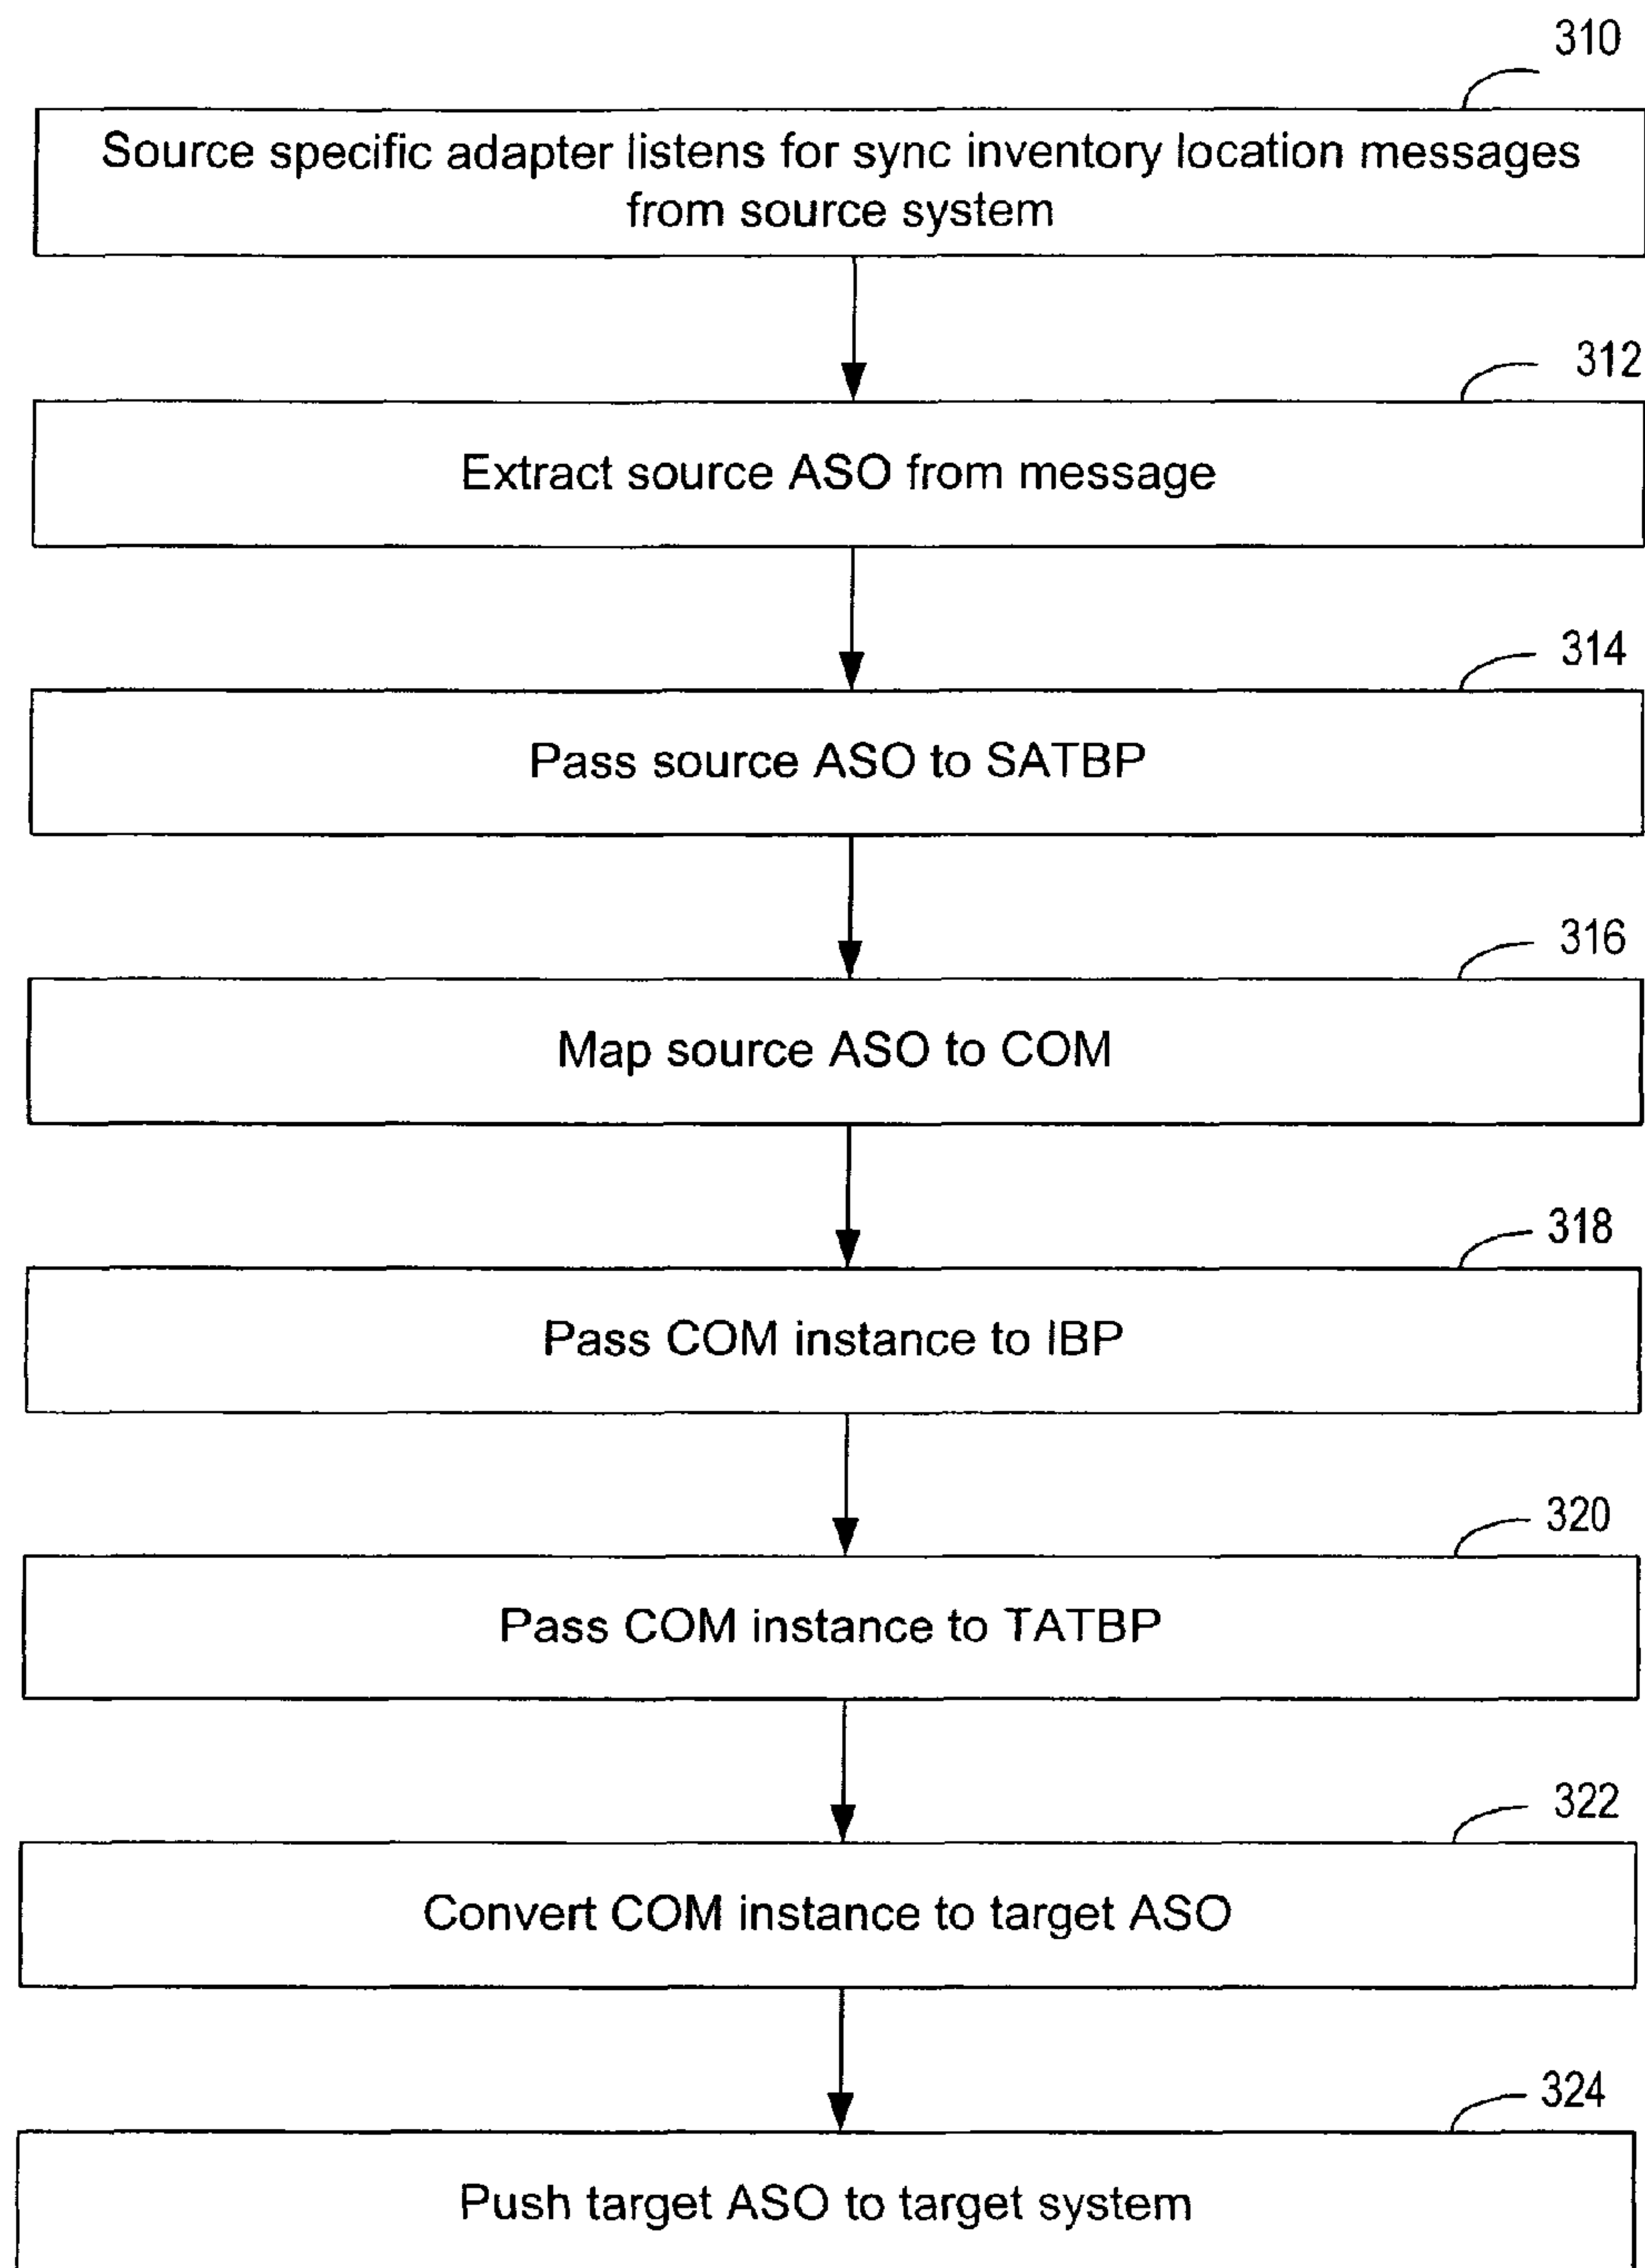 310
Source specific adapter listens for sync inventory location messages
from source system
312
Extract source ASO from message
314
Pass source ASO to SATBP
316
Map source ASO to COM
318
Pass COM instance to IBP
320
Pass COM instance to TATBP
322
Convert COM instance to target ASO
324
Push target ASO to target system